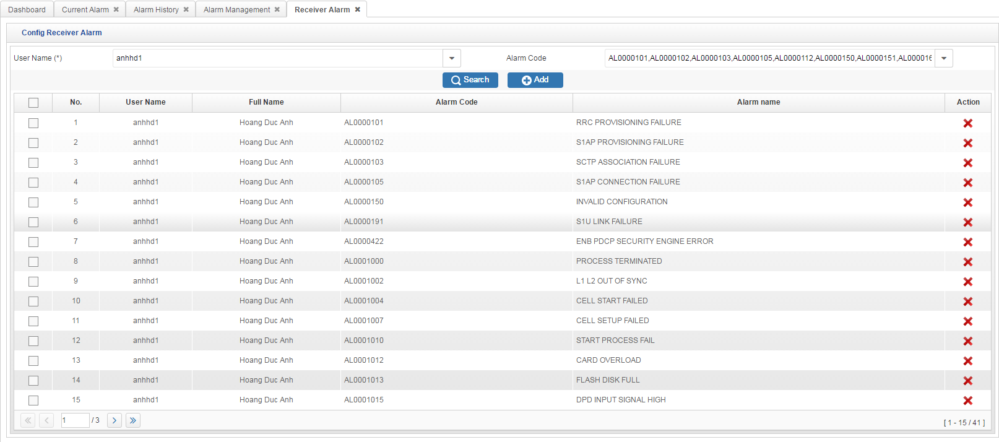 Dashboard Current Alarm Alarm History Alarm Management Receiver Alarm
Config Receiver Alarm
User Name (*) anhhd1 Alarm Code AL0000101,AL0000102,AL0000103,AL0000105,AL0000112,AL0000150,AL0000151,AL000016
Search Add
No. User Name Full Name Alarm Code Alarm name Action
1 anhhd1 Hoang Duc Anh AL0000101 RRC PROVISIONING FAILURE
2 anhhd1 Hoang Duc Anh AL0000102 S1AP PROVISIONING FAILURE
3 anhhd1 Hoang Duc Anh AL0000103 SCTP ASSOCIATION FAILURE
4 anhhd1 Hoang Duc Anh AL0000105 S1AP CONNECTION FAILURE
5 anhhd1 Hoang Duc Anh AL0000150 INVALID CONFIGURATION
6 anhhd1 Hoang Duc Anh AL0000191 S1U LINK FAILURE
7 anhhd1 Hoang Duc Anh AL0000422 ENB PDCP SECURITY ENGINE ERROR
8 anhhd1 Hoang Duc Anh AL0001000 PROCESS TERMINATED
9 anhhd1 Hoang Duc Anh AL0001002 L1 L2 OUT OF SYNC
10 anhhd1 Hoang Duc Anh AL0001004 CELL START FAILED
11 anhhd1 Hoang Duc Anh AL0001007 CELL SETUP FAILED
12 anhhd1 Hoang Duc Anh AL0001010 START PROCESS FAIL
13 anhhd1 Hoang Duc Anh AL0001012 CARD OVERLOAD
14 anhhd1 Hoang Duc Anh AL0001013 FLASH DISK FULL
15 anhhd1 Hoang Duc Anh AL0001015 DPD INPUT SIGNAL HIGH
1 / 3 [ 1 - 15 / 41 ]